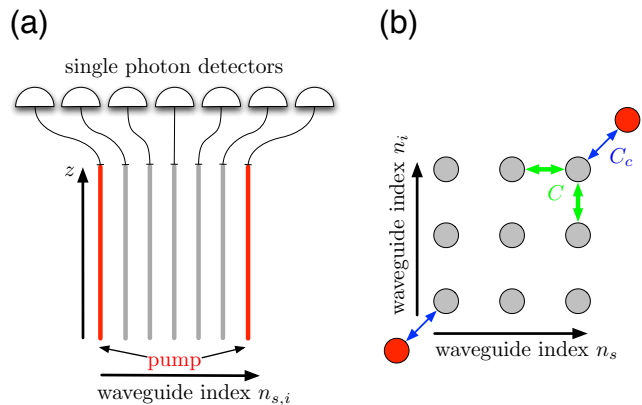 (a)
single photon detectors
z
pump
waveguide index n_{s,i}
(b)
waveguide index n_i
C_c
C
waveguide index n_s